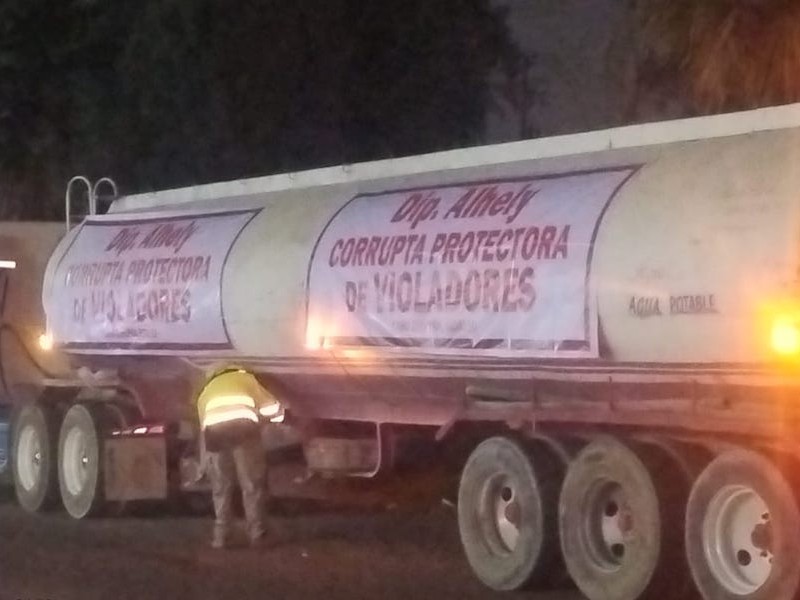 Dip. Alhely
CORRUPTA PROTECTORA
DE VIOLADORES
Dip. Alhely
CORRUPTA PROTECTORA
DE VIOLADORES
AGUA POTABLE